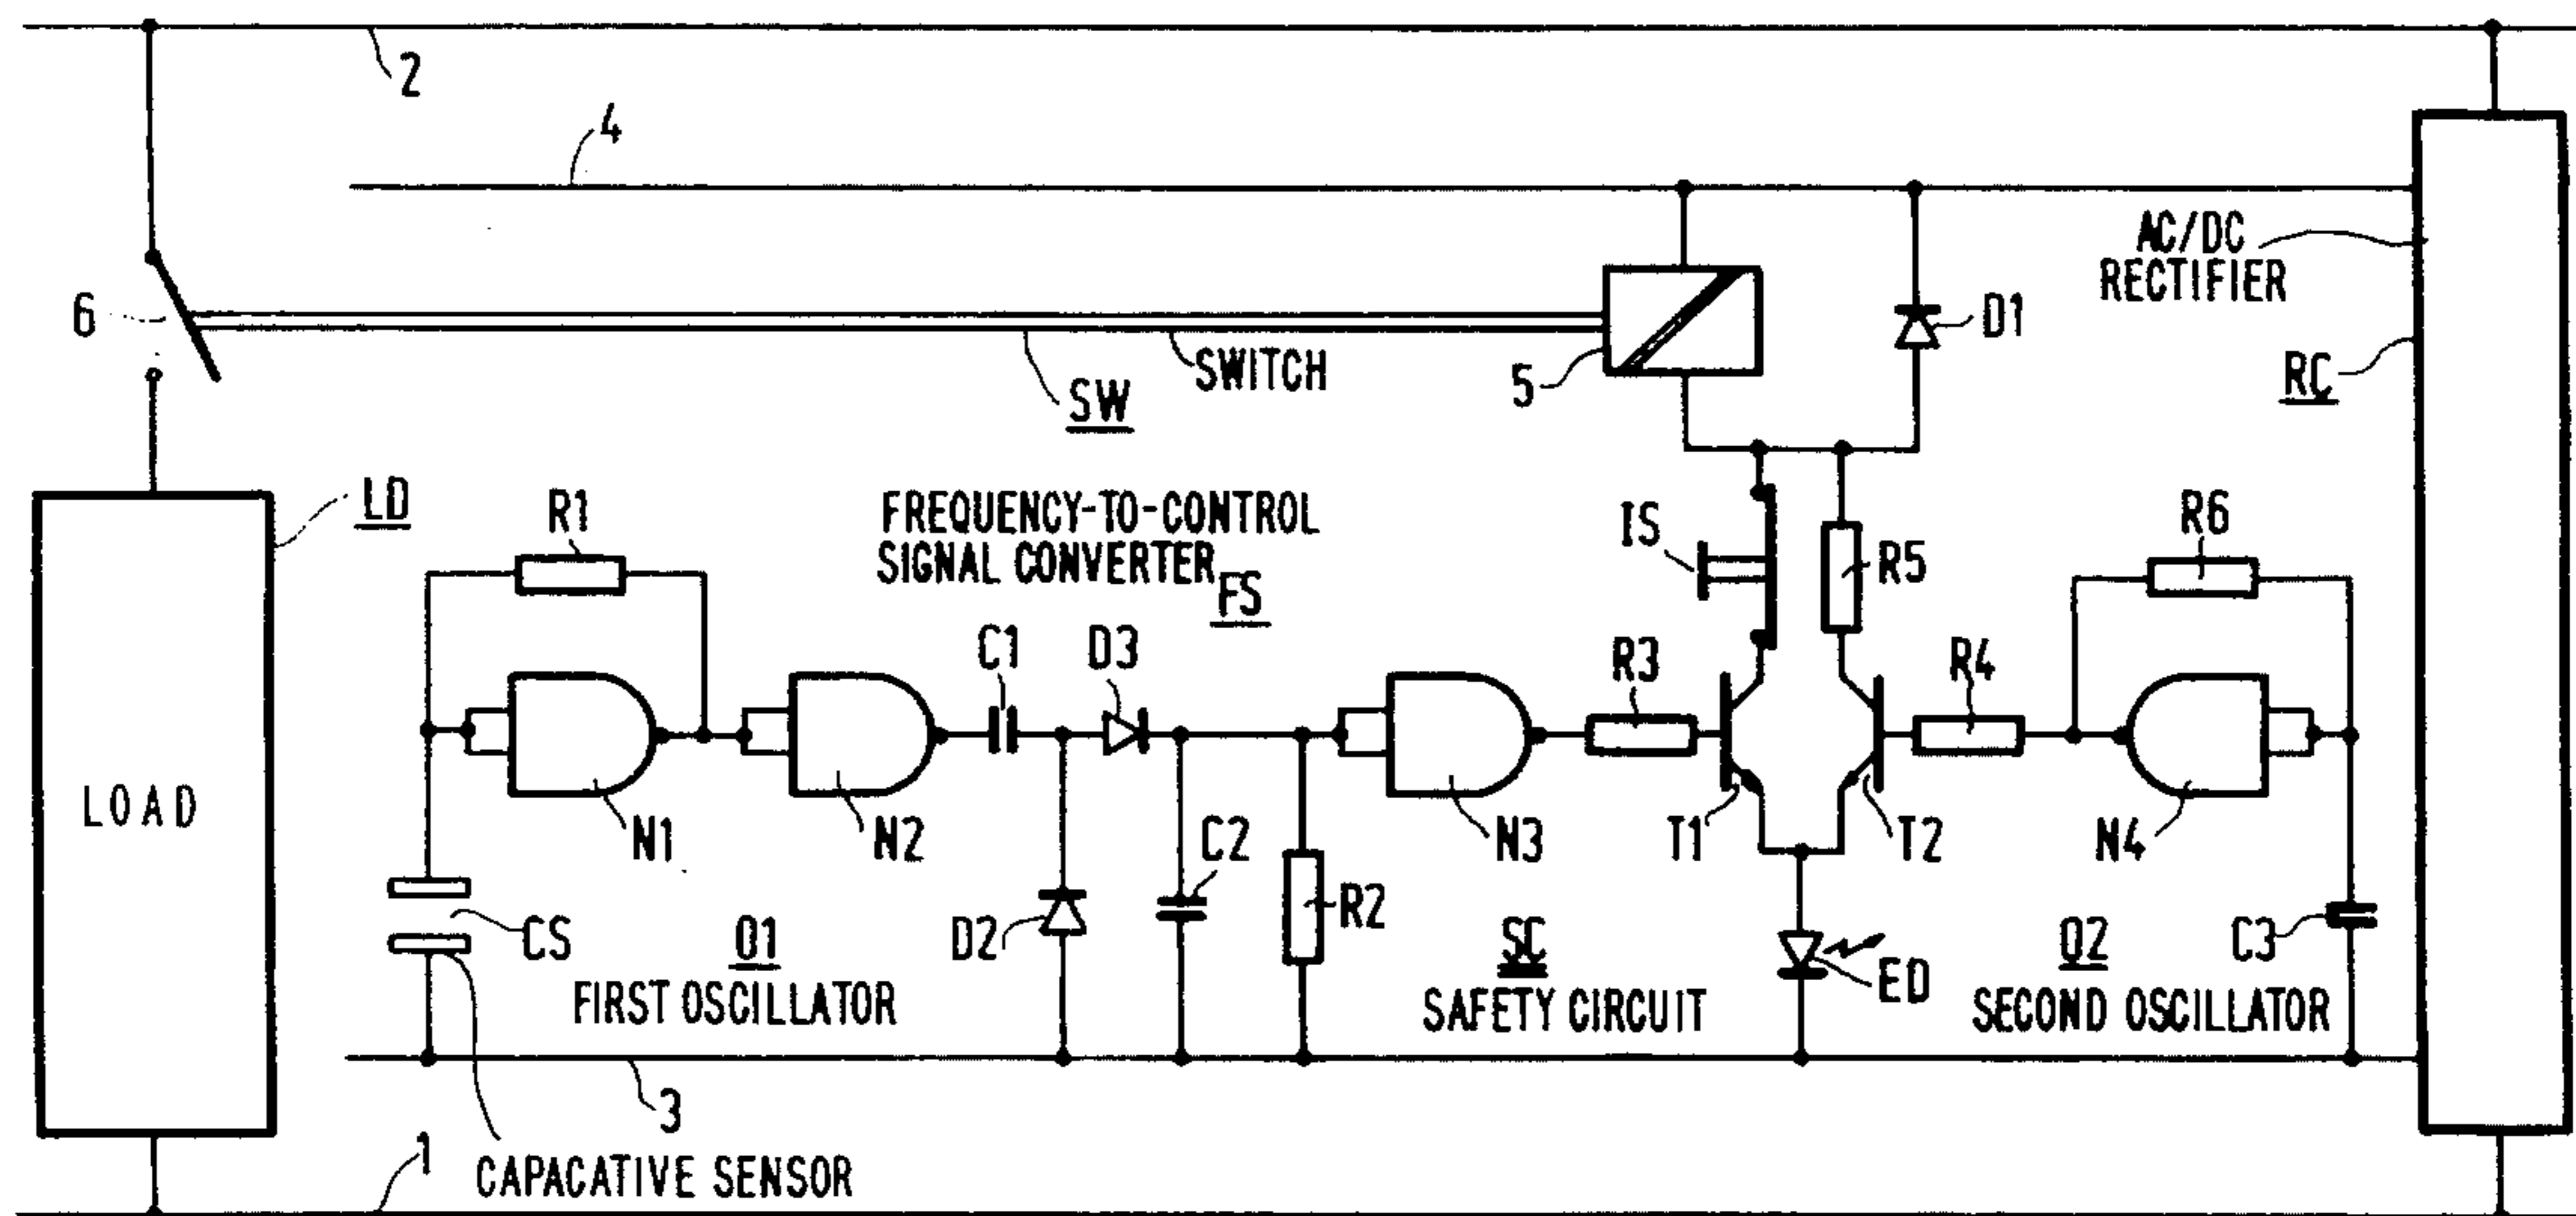 2
4
AC/DC
RECTIFIER
6
D1
SWITCH
5
RC
SW
LD
R1
FREQUENCY-TO-CONTROL
SIGNAL CONVERTER
FS
IS
R5
R6
C1
D3
R3
R4
LOAD
N1
N2
C2
N3
T1
T2
N4
R2
CS
O1
D2
SC
ED
O2
C3
FIRST OSCILLATOR
SAFETY CIRCUIT
SECOND OSCILLATOR
3
1
CAPACATIVE SENSOR